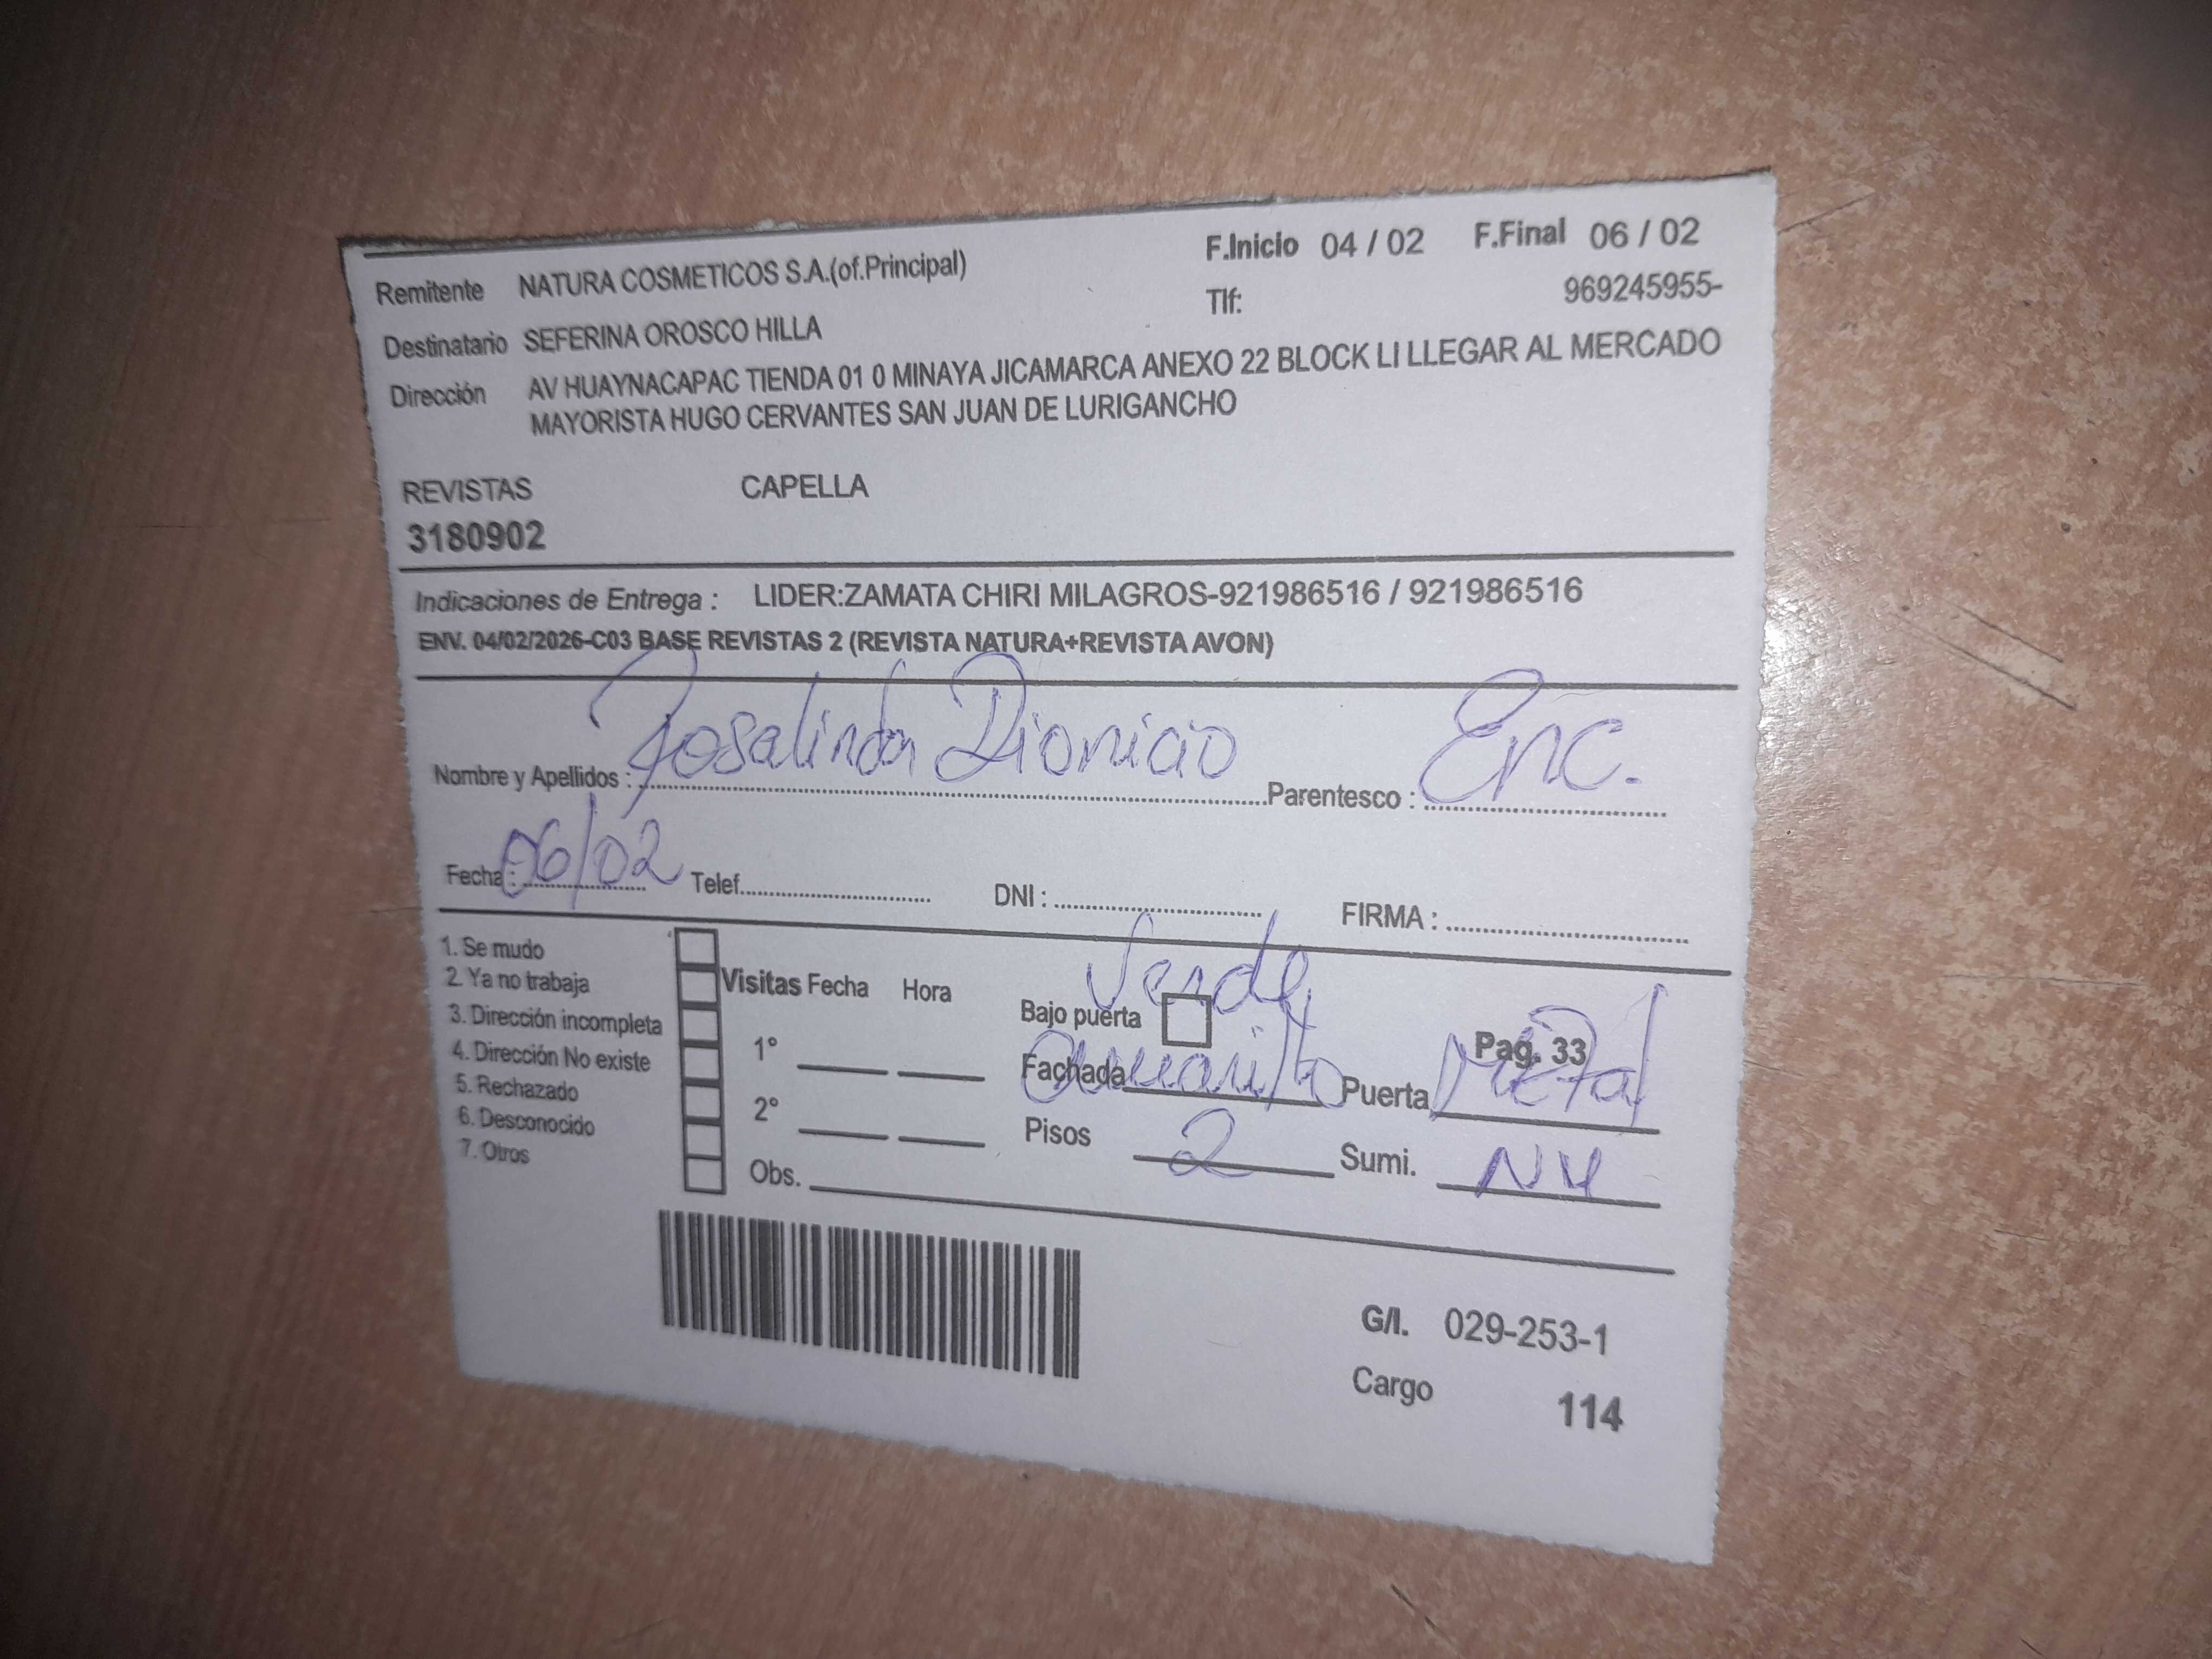 F.Inicio 04 / 02 F.Final 06 / 02
Remitente NATURA COSMETICOS S.A.(of.Principal)
Tlf: 969245955-
Destinatario SEFERINA OROSCO HILLA
Dirección AV HUAYNACAPAC TIENDA 01 0 MINAYA JICAMARCA ANEXO 22 BLOCK LI LLEGAR AL MERCADO
MAYORISTA HUGO CERVANTES SAN JUAN DE LURIGANCHO
REVISTAS CAPELLA
3180902
Indicaciones de Entrega : LIDER:ZAMATA CHIRI MILAGROS-921986516 / 921986516
ENV. 04/02/2026-C03 BASE REVISTAS 2 (REVISTA NATURA+REVISTA AVON)
Nombre y Apellidos : Rosalinda Dionicio Parentesco : Enc.
Fecha : 06/02 Telef. DNI : FIRMA :
1. Se mudo
2. Ya no trabaja
3. Dirección incompleta
4. Dirección No existe
5. Rechazado
6. Desconocido
7. Otros
Visitas Fecha Hora
1°
2°
Obs.
Verde
Bajo puerta
Pag. 33
Fachada Amarillo Puerta Metal
Pisos 2 Sumi. N4
G/I. 029-253-1
Cargo 114